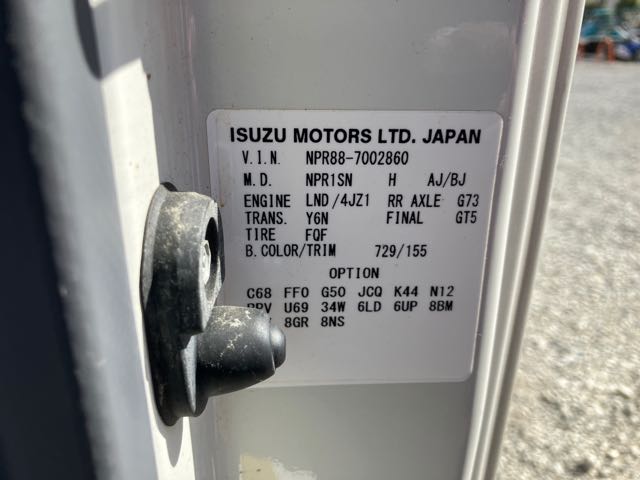 ISUZU MOTORS LTD. JAPAN
V.I.N. NPR88-7002860
M.D. NPR1SN H AJ/BJ
ENGINE LND/4JZ1 RR AXLE G73
TRANS. Y6N FINAL GT5
TIRE FQF
B.COLOR/TRIM 729/155
OPTION
C68 FF0 G50 JCQ K44 N12
U69 34W 6LD 6UP 8BM
8GR 8NS